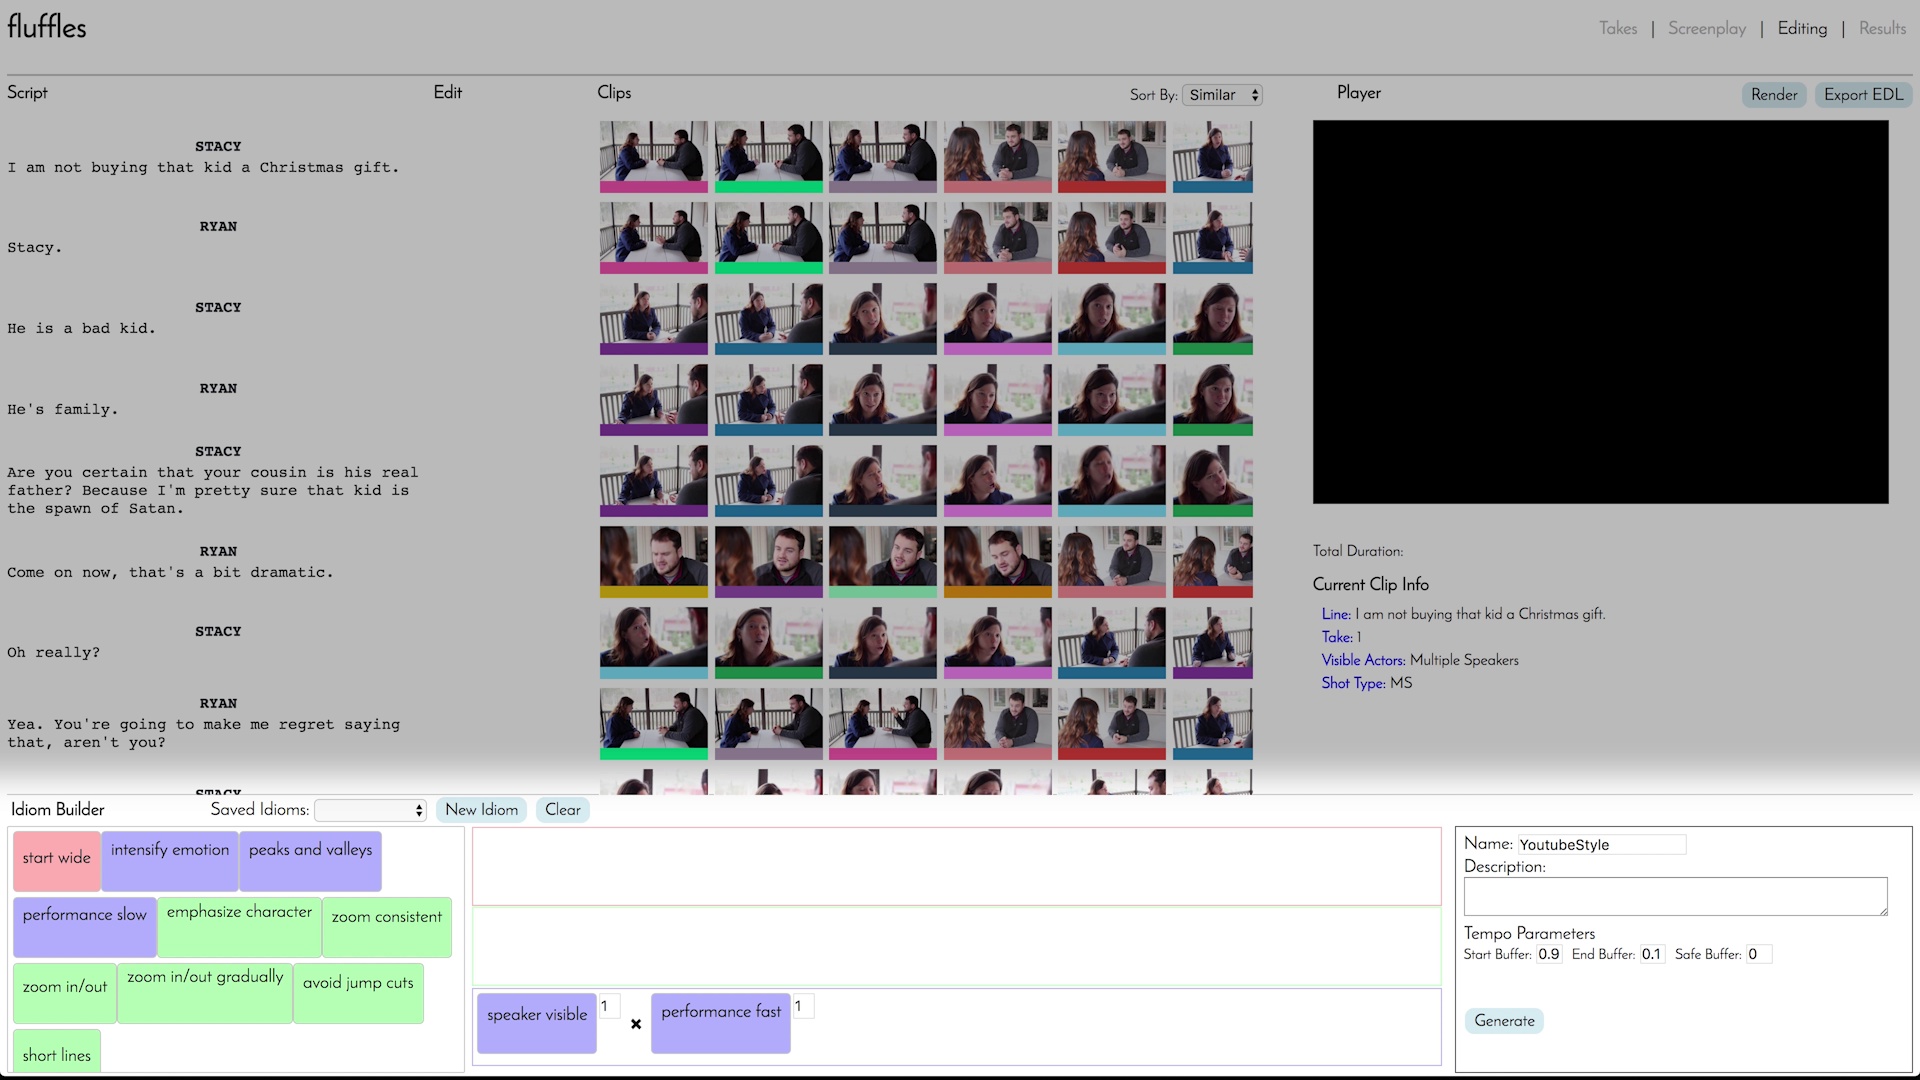 fluffles
Takes | Screenplay | Editing | Results
Script
Edit
Clips
Sort By: Similar
Player
Render
Export EDL
STACY
I am not buying that kid a Christmas gift.
RYAN
Stacy.
STACY
He is a bad kid.
RYAN
He's family.
STACY
Are you certain that your cousin is his real
father? Because I'm pretty sure that kid is
the spawn of Satan.
RYAN
Come on now, that's a bit dramatic.
STACY
Oh really?
RYAN
Yea. You're going to make me regret saying
that, aren't you?
STACY
Total Duration:
Current Clip Info
Line: I am not buying that kid a Christmas gift.
Take: 1
Visible Actors: Multiple Speakers
Shot Type: MS
Idiom Builder
Saved Idioms:
New Idiom
Clear
start wide
intensify emotion
peaks and valleys
performance slow
emphasize character
zoom consistent
zoom in/out
zoom in/out gradually
avoid jump cuts
short lines
speaker visible 1
×
performance fast 1
Name: YoutubeStyle
Description:
Tempo Parameters
Start Buffer: 0.9 End Buffer: 0.1 Safe Buffer: 0
Generate